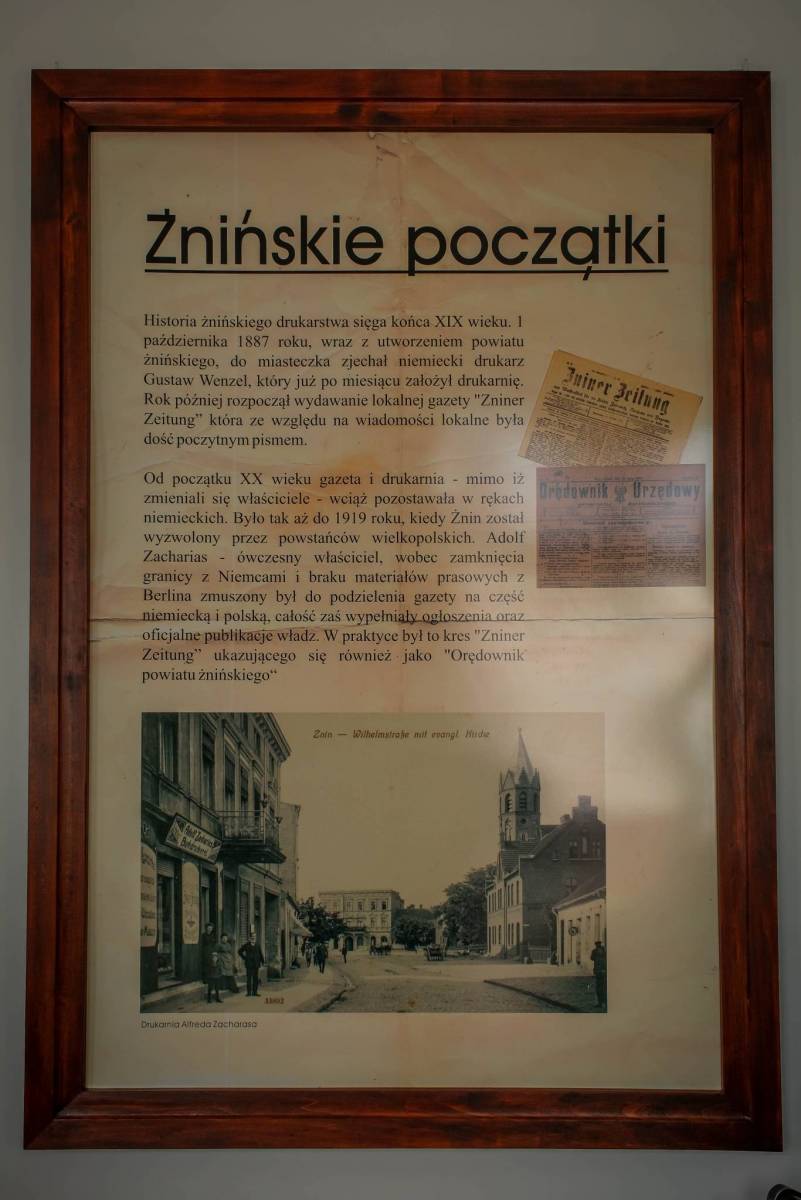 Żnińskie początki
Historia żnińskiego drukarstwa sięga końca XIX wieku. 1
października 1887 roku, wraz z utworzeniem powiatu
żnińskiego, do miasteczka zjechał niemiecki drukarz
Gustaw Wenzel, który już po miesiącu założył drukarnię.
Rok później rozpoczął wydawanie lokalnej gazety "Zniner
Zeitung” która ze względu na wiadomości lokalne była
dość poczytnym pismem.
Od początku XX wieku gazeta i drukarnia - mimo iż
zmieniali się właściciele - wciąż pozostawała w rękach
niemieckich. Było tak aż do 1919 roku, kiedy Żnin został
wyzwolony przez powstańców wielkopolskich. Adolf
Zacharias - ówczesny właściciel, wobec zamknięcia
granicy z Niemcami i braku materiałów prasowych z
Berlina zmuszony był do podzielenia gazety na część
niemiecką i polską, całość zaś wypełniały ogłoszenia oraz
oficjalne publikacje władz. W praktyce był to kres "Zniner
Zeitung” ukazującego się również jako "Orędownik
powiatu żnińskiego“
Zniner Zeitung
Orędownik Urzędowy
Znin — Wilhelmstraße mit evangl. Kirche
Adolf Zacharias
Buchdruckerei
Drukarnia Alfreda Zacharasa